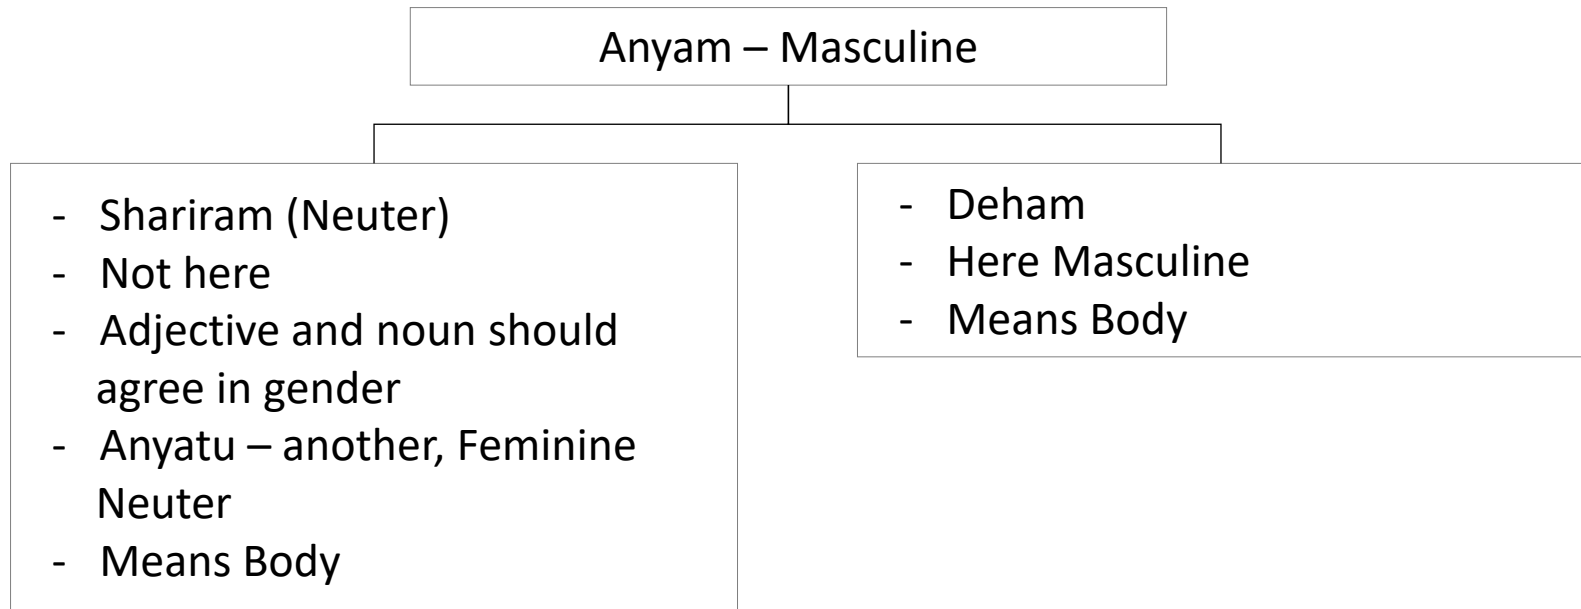 Anyam – Masculine
- Shariram (Neuter)
- Not here
- Adjective and noun should
agree in gender
- Anyatu – another, Feminine
Neuter
- Means Body
- Deham
- Here Masculine
- Means Body